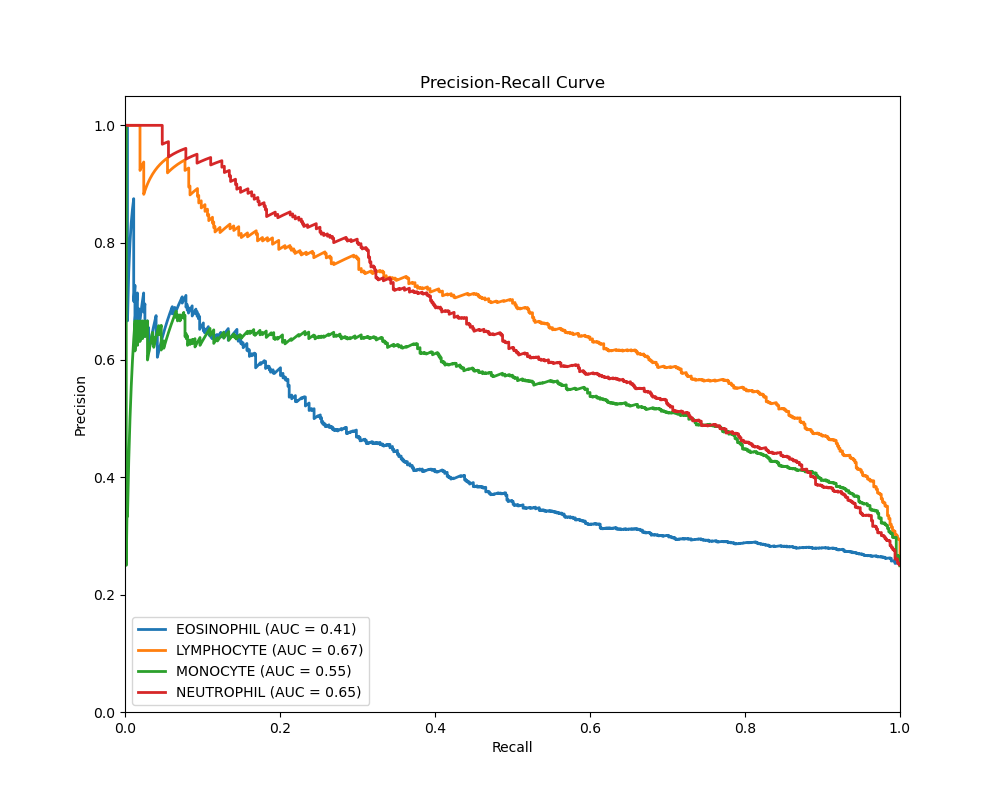 Precision-Recall Curve
1.0
0.8
0.6
0.4
0.2
0.0
Precision
EOSINOPHIL (AUC = 0.41)
LYMPHOCYTE (AUC = 0.67)
MONOCYTE (AUC = 0.55)
NEUTROPHIL (AUC = 0.65)
0.0 0.2 0.4 0.6 0.8 1.0
Recall